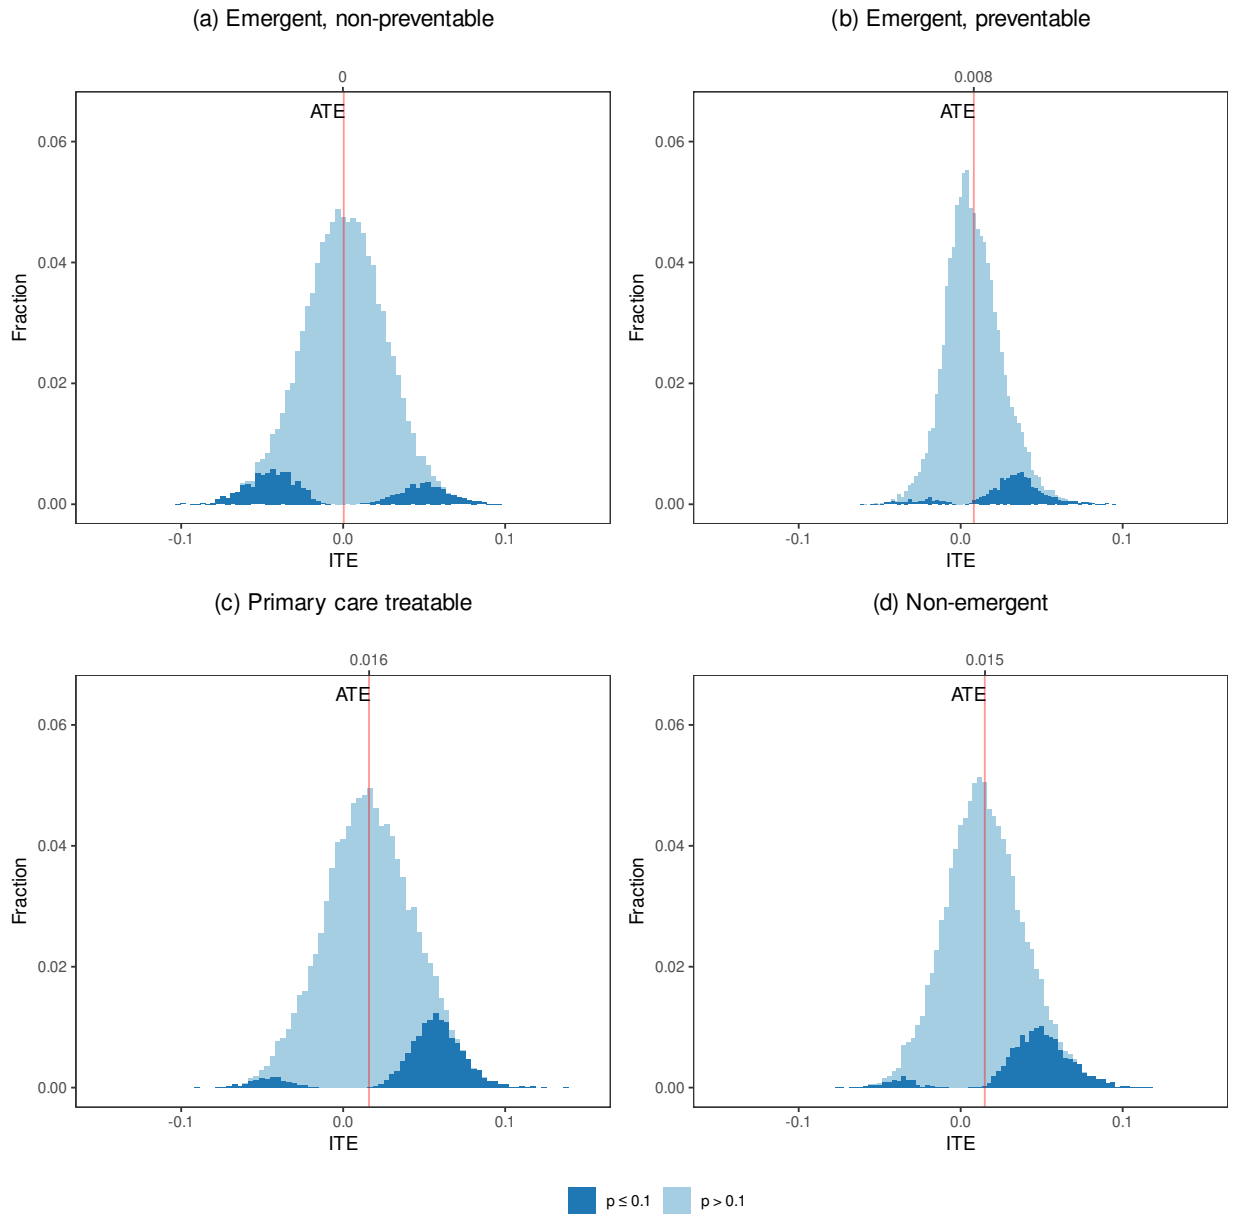 (a) Emergent, non-preventable
0
ATE
0.06
0.04
0.02
0.00
Fraction
-0.1 0.0 0.1
ITE
(b) Emergent, preventable
0.008
ATE
0.06
0.04
0.02
0.00
Fraction
-0.1 0.0 0.1
ITE
(c) Primary care treatable
0.016
ATE
0.06
0.04
0.02
0.00
Fraction
-0.1 0.0 0.1
ITE
(d) Non-emergent
0.015
ATE
0.06
0.04
0.02
0.00
Fraction
-0.1 0.0 0.1
ITE
p ≤ 0.1 p > 0.1